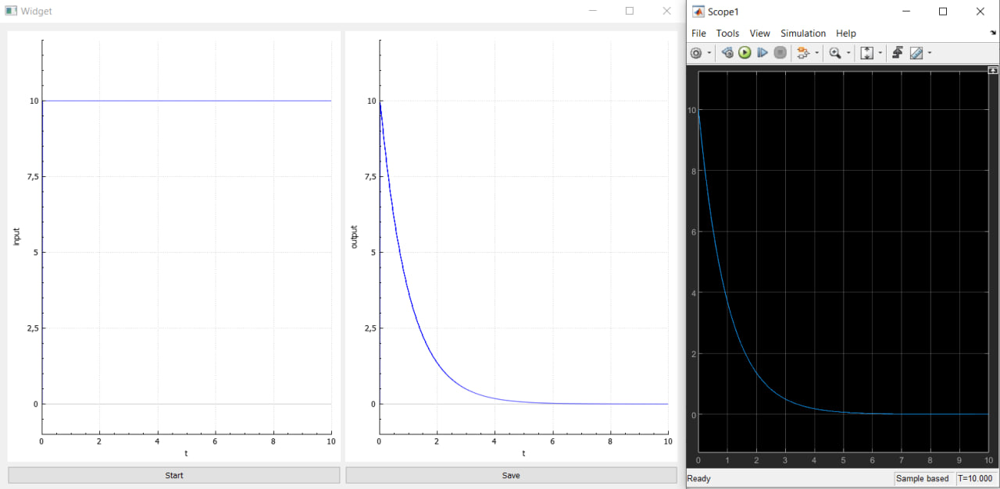 Widget
10
7,5
5
2,5
0
input
0 2 4 6 8 10
t
Start
10
7,5
5
2,5
0
output
0 2 4 6 8 10
t
Save
Scope1
File Tools View Simulation Help
10
8
6
4
2
0
0 1 2 3 4 5 6 7 8 9 10
Ready Sample based T=10.000